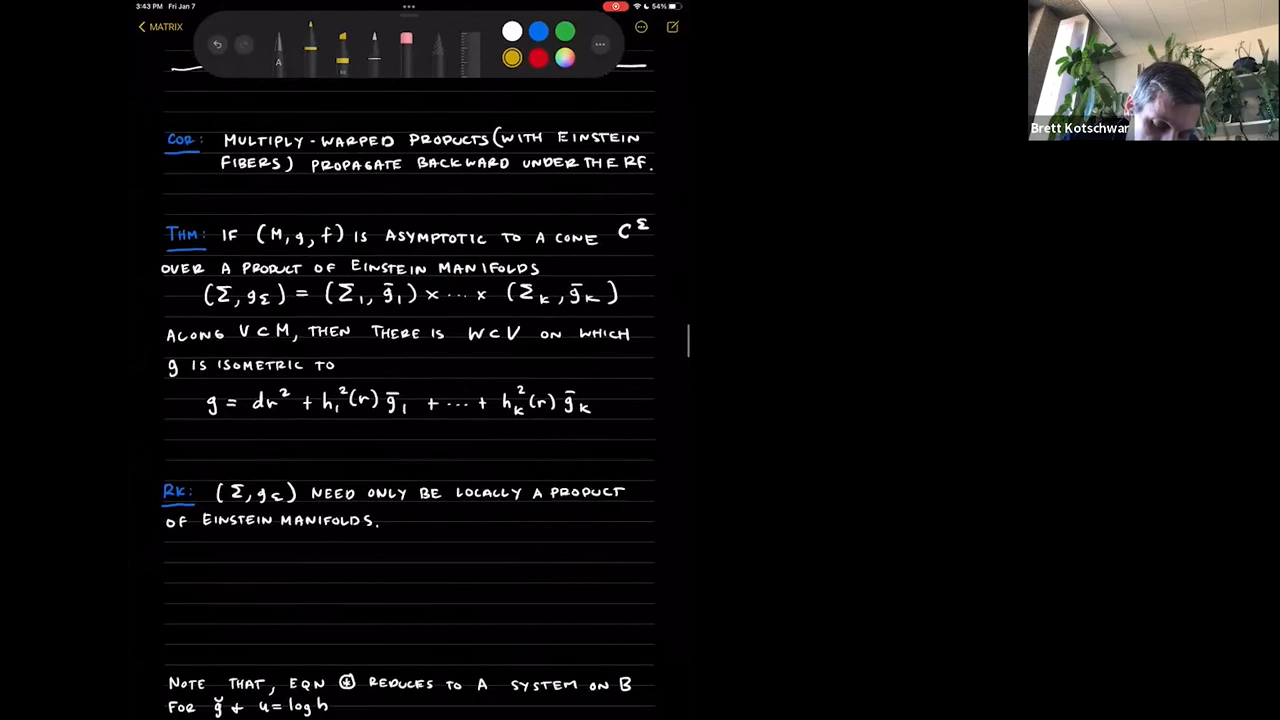 3:43 PM Fri Jan 7
54%
MATRIX
COR: MULTIPLY-WARPED PRODUCTS (WITH EINSTEIN
FIBERS) PROPAGATE BACKWARD UNDER THE RF.
THM: IF (M, g, f) IS ASYMPTOTIC TO A CONE C^Σ
OVER A PRODUCT OF EINSTEIN MANIFOLDS
(Σ, g_Σ) = (Σ_1, ḡ_1) × ⋯ × (Σ_k, ḡ_k)
ALONG V ⊂ M, THEN THERE IS W ⊂ V ON WHICH
g IS ISOMETRIC TO
g = dr² + h_1²(r) ḡ_1 + ⋯ + h_k²(r) ḡ_k
RK: (Σ, g_Σ) NEED ONLY BE LOCALLY A PRODUCT
OF EINSTEIN MANIFOLDS.
NOTE THAT, EQN ⊛ REDUCES TO A SYSTEM ON B
FOR ğ + u = log h
Brett Kotschwar